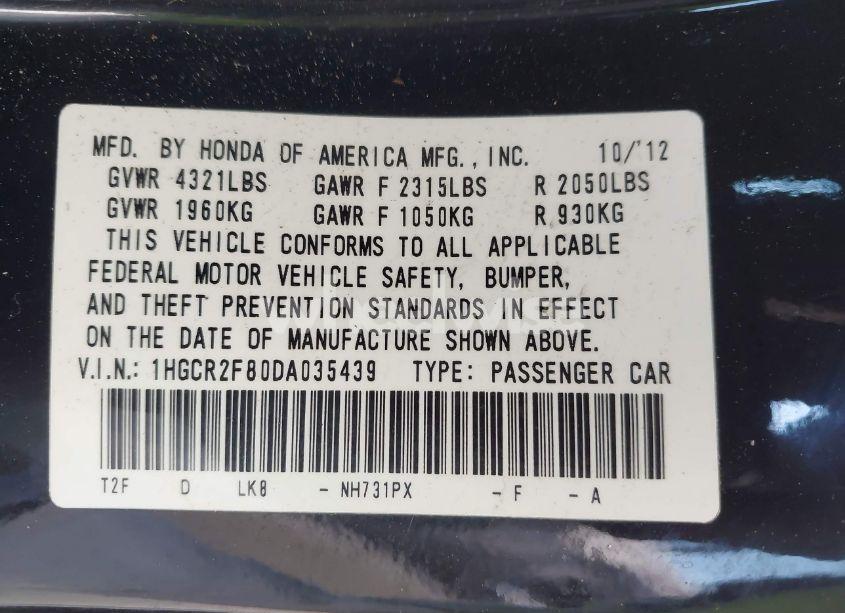 MFD. BY HONDA OF AMERICA MFG., INC. 10/'12
GVWR 4321LBS GAWR F 2315LBS R 2050LBS
GVWR 1960KG GAWR F 1050KG R 930KG
THIS VEHICLE CONFORMS TO ALL APPLICABLE
FEDERAL MOTOR VEHICLE SAFETY, BUMPER,
AND THEFT PREVENTION STANDARDS IN EFFECT
ON THE DATE OF MANUFACTURE SHOWN ABOVE.
V.I.N.: 1HGCR2F80DA035439 TYPE: PASSENGER CAR
T2F D LK8 - NH731PX - F - A